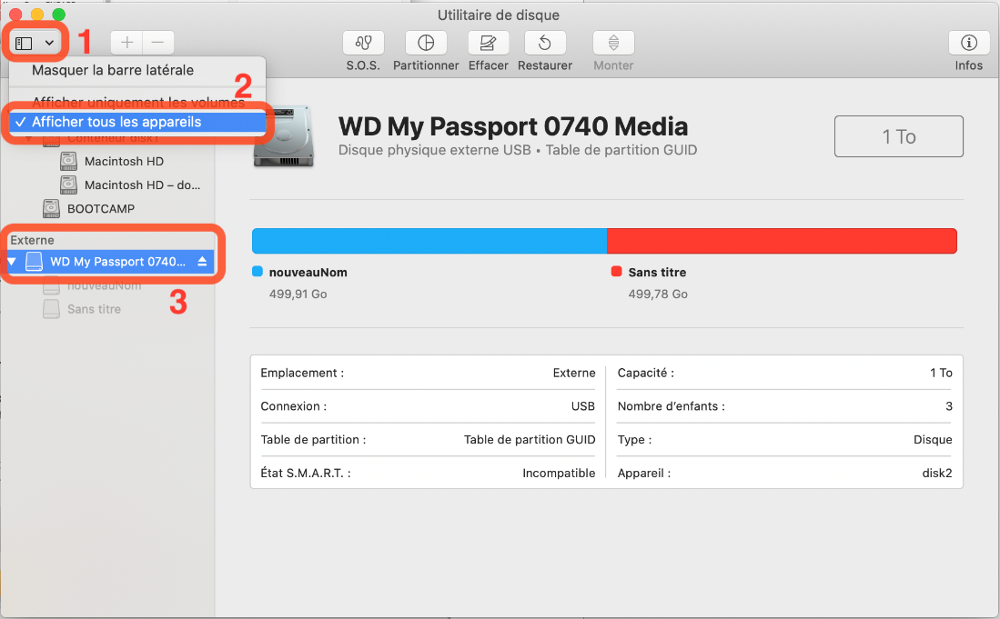 Utilitaire de disque
1
S.O.S. Partitionner Effacer Restaurer Monter Infos
Masquer la barre latérale
2
Afficher uniquement les volumes
✓ Afficher tous les appareils
Conteneur disk1
Macintosh HD
Macintosh HD – do...
BOOTCAMP
Externe
WD My Passport 0740...
nouveauNom
3
Sans titre
WD My Passport 0740 Media
Disque physique externe USB • Table de partition GUID
1 To
nouveauNom
499,91 Go
Sans titre
499,78 Go
Emplacement : Externe
Connexion : USB
Table de partition : Table de partition GUID
État S.M.A.R.T. : Incompatible
Capacité : 1 To
Nombre d'enfants : 3
Type : Disque
Appareil : disk2